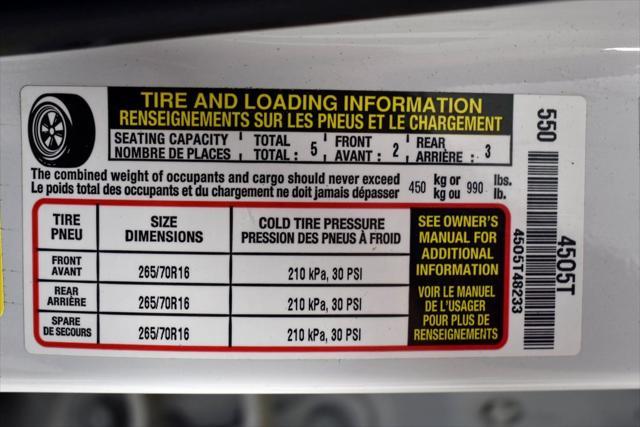 TIRE AND LOADING INFORMATION
RENSEIGNEMENTS SUR LES PNEUS ET LE CHARGEMENT
SEATING CAPACITY TOTAL FRONT REAR
NOMBRE DE PLACES TOTAL : 5 AVANT : 2 ARRIÈRE : 3
The combined weight of occupants and cargo should never exceed 450 kg or 990 lbs.
Le poids total des occupants et du chargement ne doit jamais dépasser kg ou lb.
TIRE SIZE COLD TIRE PRESSURE
PNEU DIMENSIONS PRESSION DES PNEUS À FROID
FRONT
AVANT 265/70R16 210 kPa, 30 PSI
REAR
ARRIÈRE 265/70R16 210 kPa, 30 PSI
SPARE
DE SECOURS 265/70R16 210 kPa, 30 PSI
SEE OWNER'S
MANUAL FOR
ADDITIONAL
INFORMATION
VOIR LE MANUEL
DE L'USAGER
POUR PLUS DE
RENSEIGNEMENTS
550
4505T48233
4505T